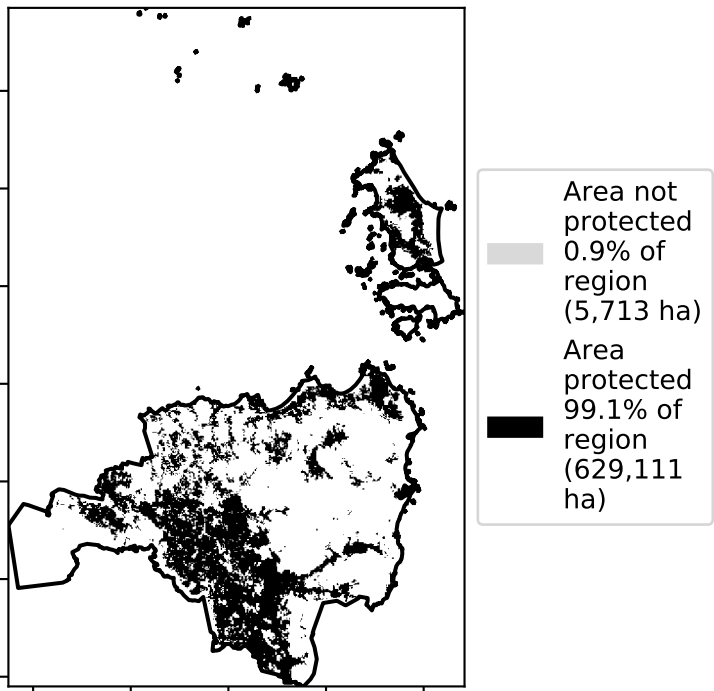 Area not
protected
0.9% of
region
(5,713 ha)
Area
protected
99.1% of
region
(629,111
ha)